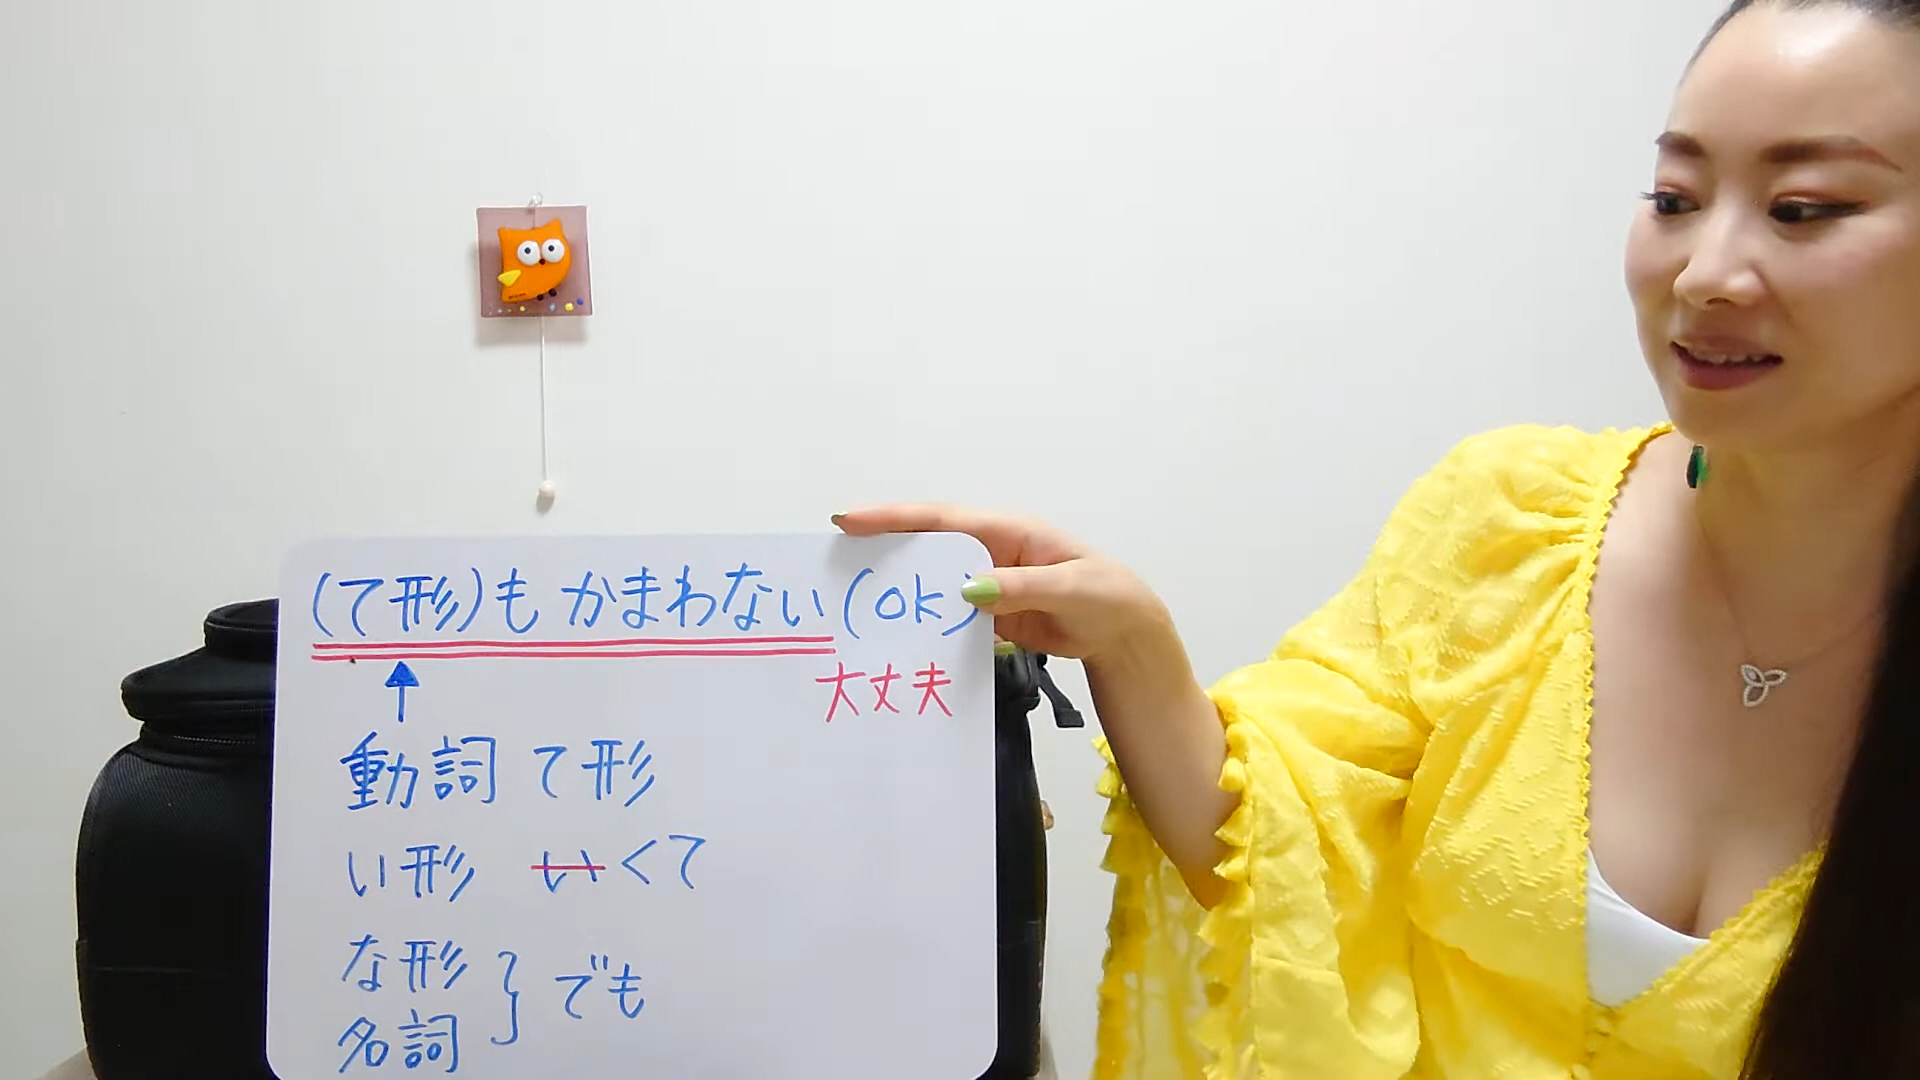 (て形)も かまわない (ok)
大丈夫
動詞 て形
い形 い くて
な形 } でも
名詞